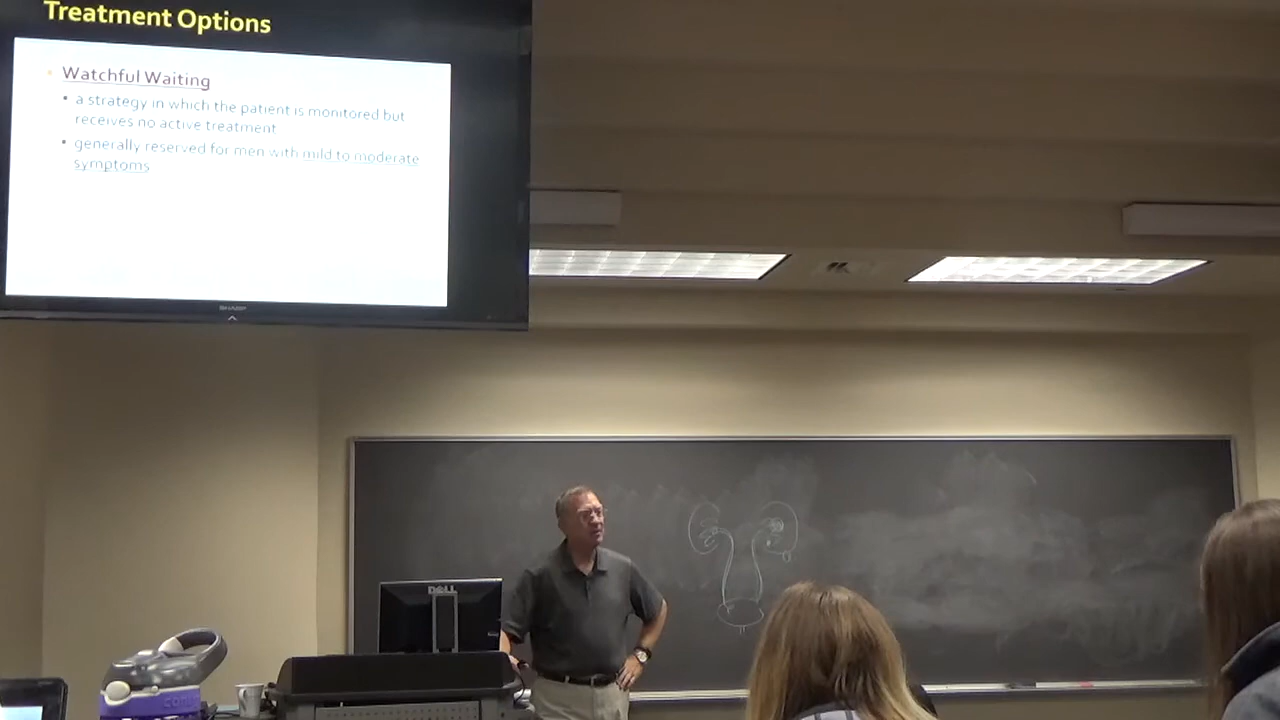 Treatment Options
Watchful Waiting
• a strategy in which the patient is monitored but
receives no active treatment
• generally reserved for men with mild to moderate
symptoms
SHARP
DELL